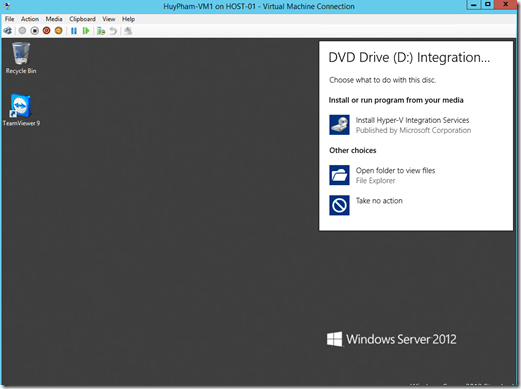 HuyPham-VM1 on HOST-01 - Virtual Machine Connection
File Action Media Clipboard View Help
Recycle Bin
TeamViewer 9
DVD Drive (D:) Integration...
Choose what to do with this disc.
Install or run program from your media
Install Hyper-V Integration Services
Published by Microsoft Corporation
Other choices
Open folder to view files
File Explorer
Take no action
Windows Server 2012